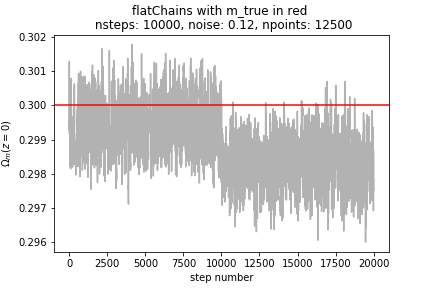 flatChains with m_true in red
nsteps: 10000, noise: 0.12, npoints: 12500
0.302
0.301
0.300
0.299
0.298
0.297
0.296
Ωm(z = 0)
0 2500 5000 7500 10000 12500 15000 17500 20000
step number